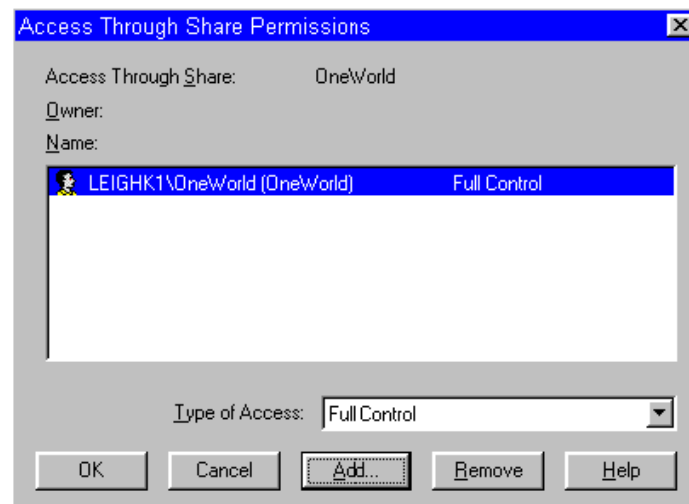 Access Through Share Permissions
Access Through Share: OneWorld
Owner:
Name:
LEIGHK1\OneWorld (OneWorld) Full Control
Type of Access: Full Control
OK Cancel Add... Remove Help